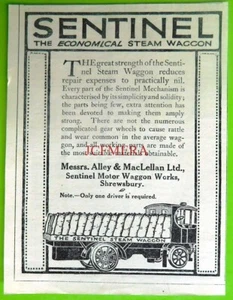 SENTINEL
THE ECONOMICAL STEAM WAGGON
THE great strength of the Senti-
nel Steam Waggon reduces
repair expenses to practically nil.
Every part of the Sentinel Mechanism is
characterised by its simplicity and solidity;
the parts being few, extra attention has
been devoted to making them amply
strong. There are not the numerous
complicated gear wheels to cause rattle
and wear common in the average wag-
gon, and all working parts are made of
the most obtainable.
JCFMERA
Messrs. Alley & MacLellan Ltd.,
Sentinel Motor Waggon Works,
Shrewsbury.
Note.—Only one driver is required.
THE SENTINEL STEAM WAGGON